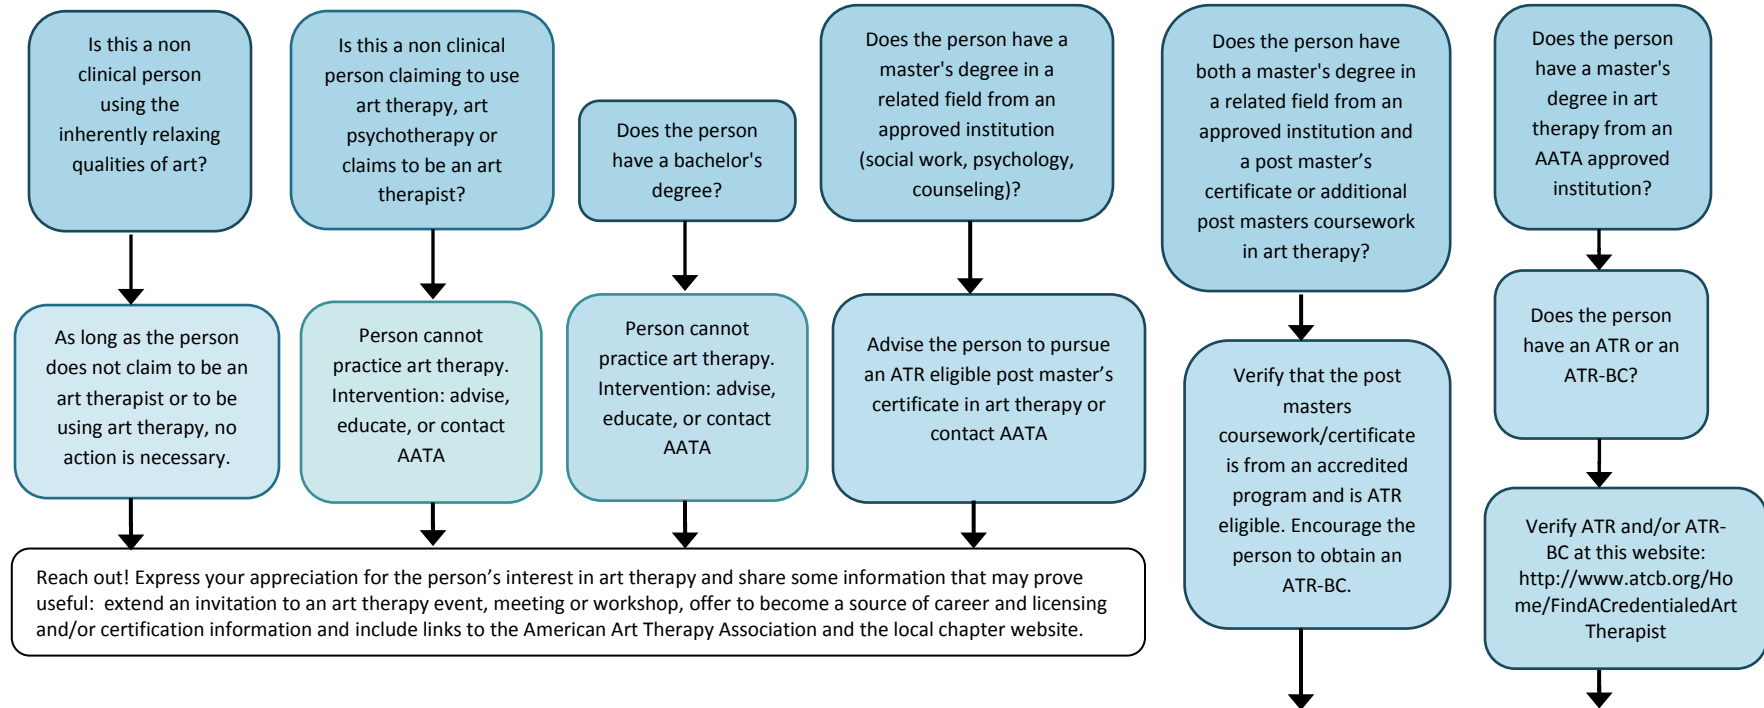 Is this a non
clinical person
using the
inherently relaxing
qualities of art?
Is this a non clinical
person claiming to use
art therapy, art
psychotherapy or
claims to be an art
therapist?
Does the person
have a bachelor's
degree?
Does the person have a
master's degree in a
related field from an
approved institution
(social work, psychology,
counseling)?
Does the person have
both a master's degree in
a related field from an
approved institution and
a post master’s
certificate or additional
post masters coursework
in art therapy?
Does the person
have a master's
degree in art
therapy from an
AATA approved
institution?
As long as the person
does not claim to be an
art therapist or to be
using art therapy, no
action is necessary.
Person cannot
practice art therapy.
Intervention: advise,
educate, or contact
AATA
Person cannot
practice art therapy.
Intervention: advise,
educate, or contact
AATA
Advise the person to pursue
an ATR eligible post master’s
certificate in art therapy or
contact AATA
Verify that the post
masters
coursework/certificate
is from an accredited
program and is ATR
eligible. Encourage the
person to obtain an
ATR-BC.
Does the person
have an ATR or an
ATR-BC?
Verify ATR and/or ATR-
BC at this website:
http://www.atcb.org/Ho
me/FindACredentialedArt
Therapist
Reach out! Express your appreciation for the person’s interest in art therapy and share some information that may prove
useful:  extend an invitation to an art therapy event, meeting or workshop, offer to become a source of career and licensing
and/or certification information and include links to the American Art Therapy Association and the local chapter website.